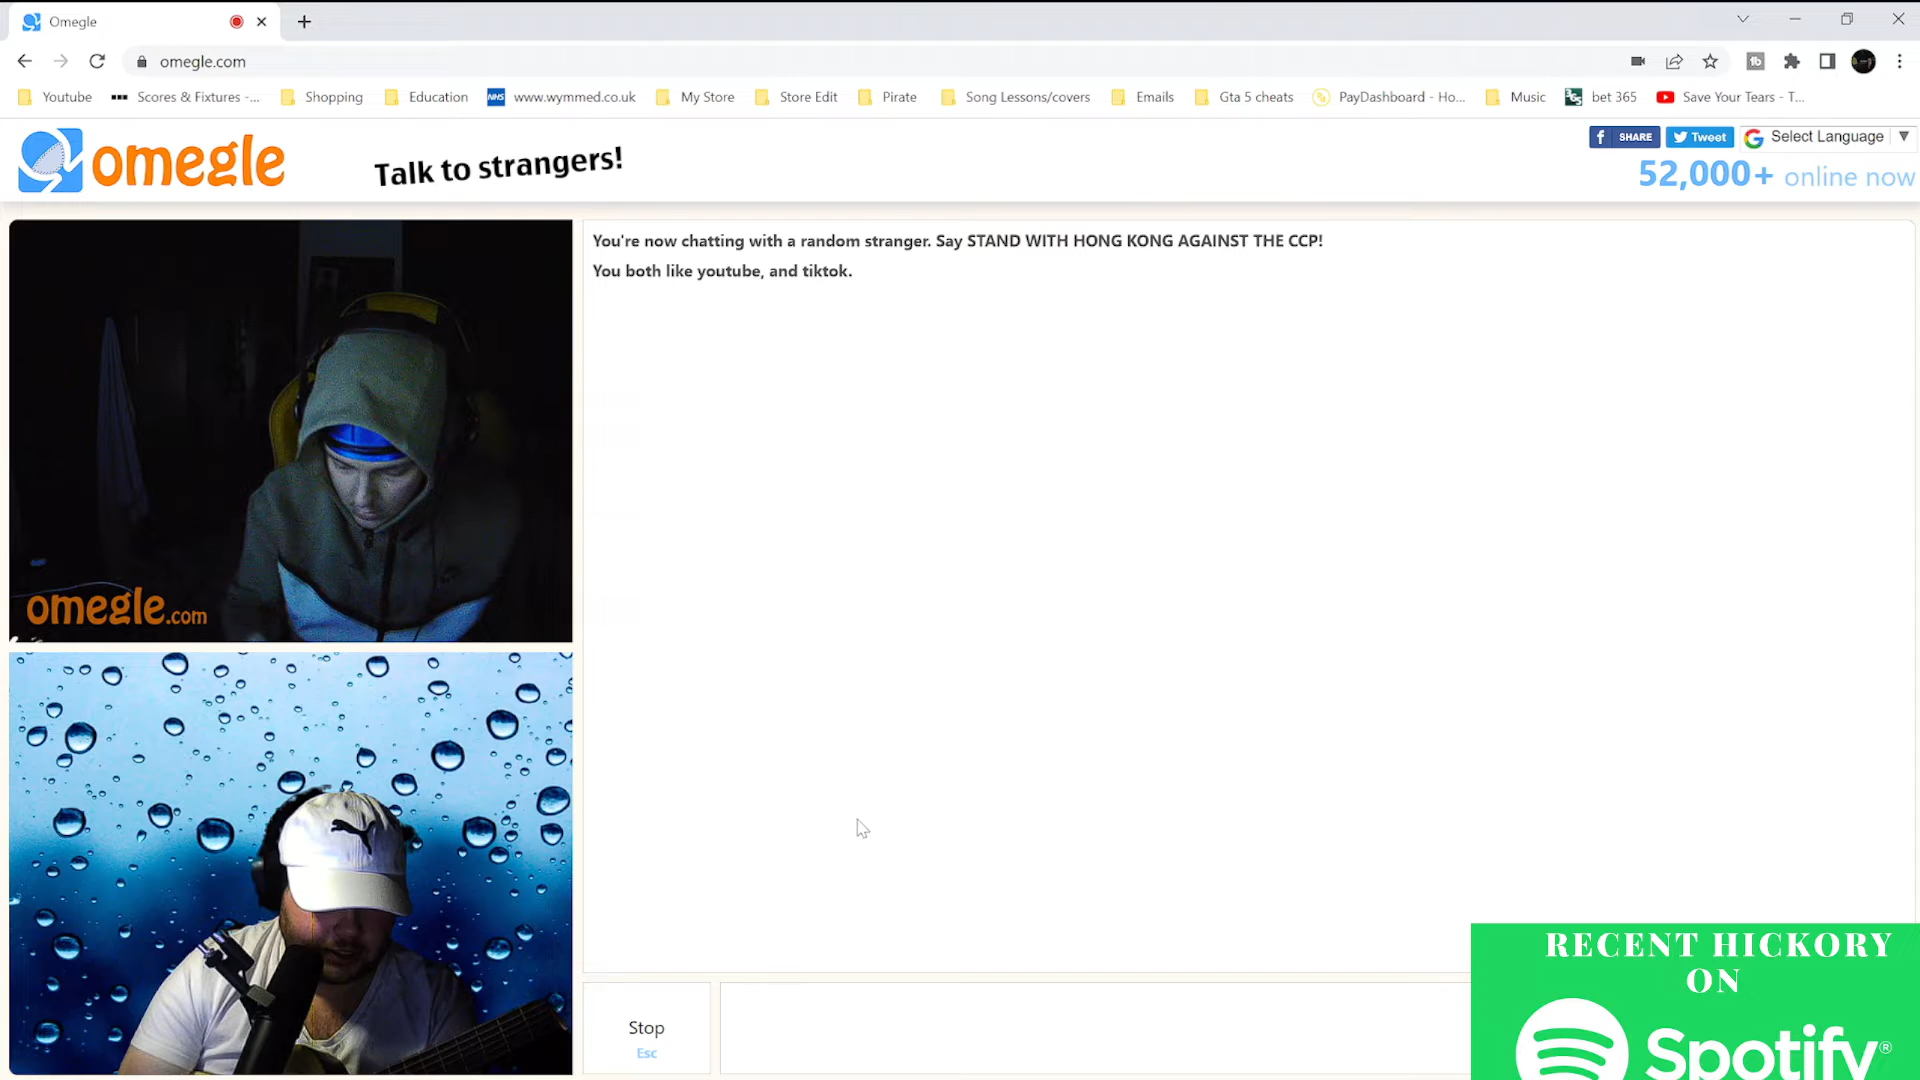 Omegle
omegle.com
Youtube
Scores & Fixtures -...
Shopping
Education
NHS
www.wymmed.co.uk
My Store
Store Edit
Pirate
Song Lessons/covers
Emails
Gta 5 cheats
PayDashboard - Ho...
Music
365
bet 365
Save Your Tears - T...
omegle
Talk to strangers!
f SHARE
Tweet
G Select Language ▼
52,000+ online now
You're now chatting with a random stranger. Say STAND WITH HONG KONG AGAINST THE CCP!
You both like youtube, and tiktok.
omegle.com
Stop
Esc
RECENT HICKORY
ON
Spotify®